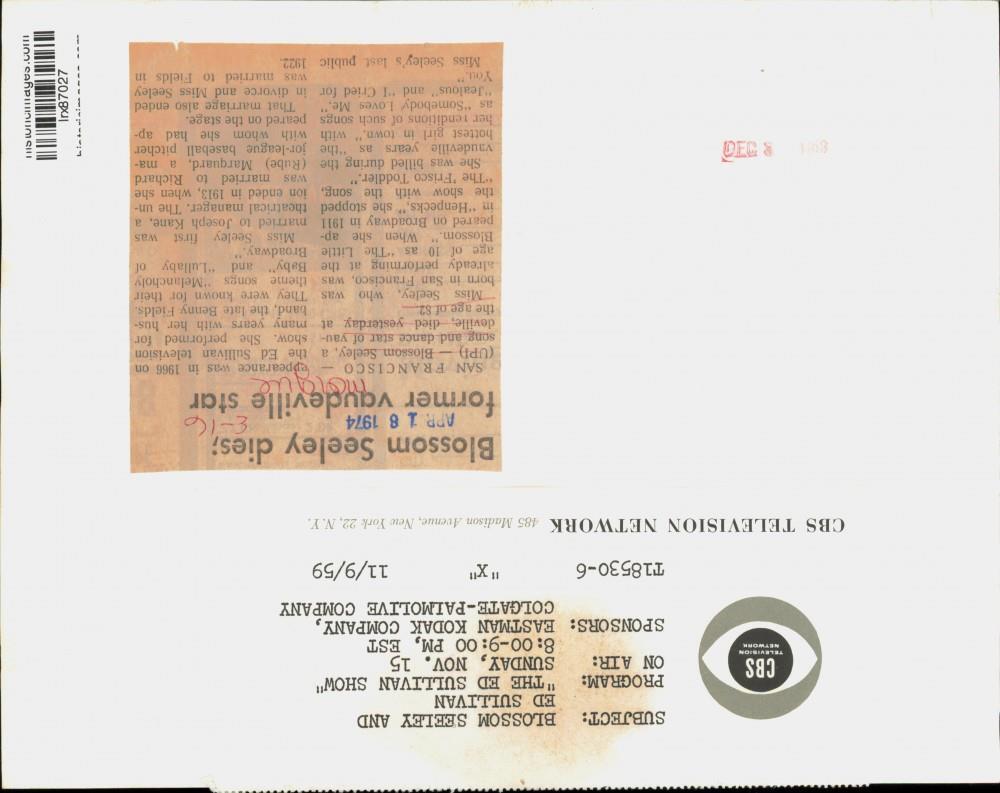 SUBJECT: BLOSSOM SEELEY AND
ED SULLIVAN
PROGRAM: "THE ED SULLIVAN SHOW"
ON AIR: SUNDAY, NOV. 15
8:00-9:00 PM, EST
SPONSORS: EASTMAN KODAK COMPANY,
COLGATE-PALMOLIVE COMPANY
T18530-6 "X" 11/9/59
CBS
TELEVISION
NETWORK
CBS TELEVISION NETWORK 485 Madison Avenue, New York 22, N.Y.
Blossom Seeley dies;
APR 18 1974
E-16
former vaudeville star
morgue
SAN FRANCISCO —
(UPI) — Blossom Seeley, a
song and dance star of vau-
deville, died yesterday at
the age of 82.
Miss Seeley, who was
born in San Francisco, was
already performing at the
age of 10 as "The Little
Blossom." When she ap-
peared on Broadway in 1911
in "Henpecks," she stopped
the show with the song,
"The 'Frisco Toddler."
She was billed during the
vaudeville years as "the
hottest girl in town," with
her renditions of such songs
as "Somebody Loves Me,"
"Jealous" and "I Cried for
You."
Miss Seeley's last public
appearance was in 1966 on
the Ed Sullivan television
show. She performed for
many years with her hus-
band, the late Benny Fields.
They were known for their
theme songs "Melancholy
Baby" and "Lullaby of
Broadway."
Miss Seeley first was
married to Joseph Kane, a
theatrical manager. The un-
ion ended in 1913, when she
was married to Richard
(Rube) Marquard, a ma-
jor-league baseball pitcher
with whom she had ap-
peared on the stage.
That marriage also ended
in divorce and Miss Seeley
was married to Fields in
1922.
DEC
lrx87027